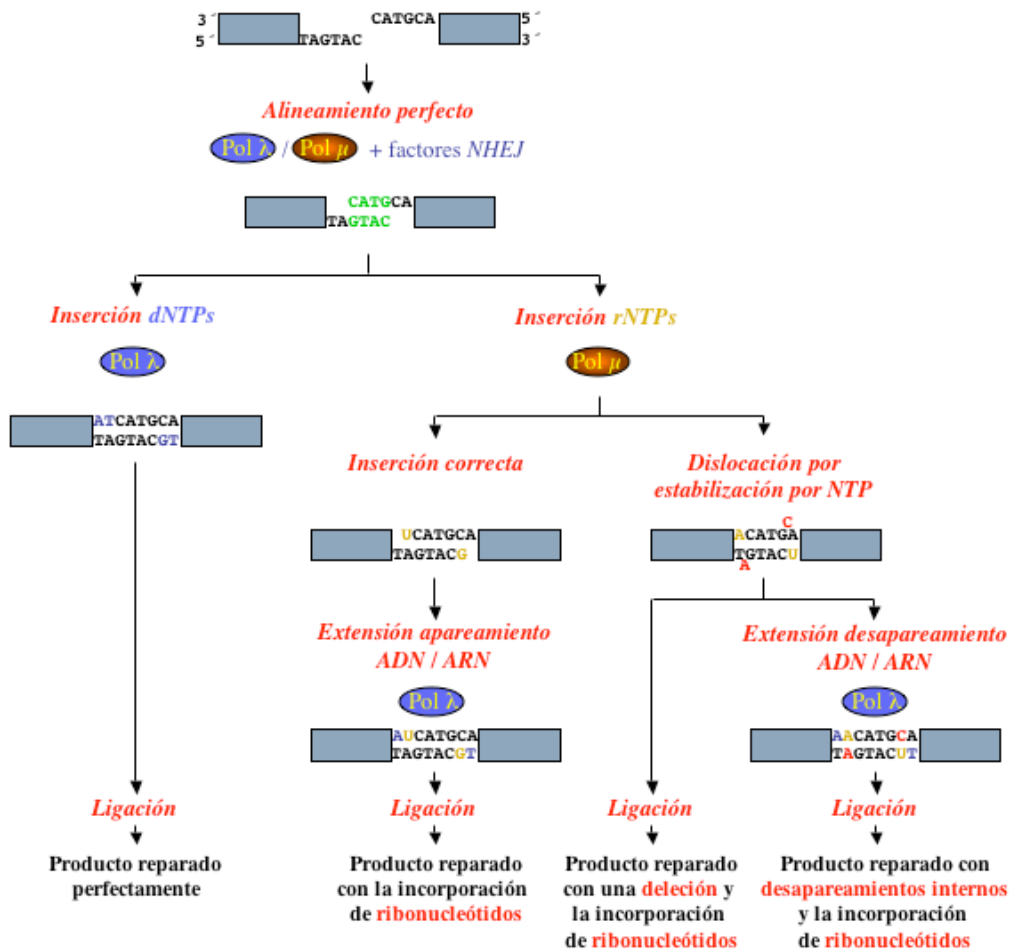 3´ CATGCA 5´
5´ TAGTAC 3´
Alineamiento perfecto
Pol λ / Pol μ + factores NHEJ
CATGCA
TAGTAC
Inserción dNTPs
Inserción rNTPs
Pol λ
Pol μ
ATCATGCA
TAGTACGT
Inserción correcta
Dislocación por
estabilización por NTP
UCATGCA
TAGTACG
C
ACATGA
TGTACU
A
Extensión apareamiento
ADN / ARN
Extensión desapareamiento
ADN / ARN
Pol λ
Pol λ
AUCATGCA
TAGTACGT
AACATGCA
TAGTACUT
Ligación
Ligación
Ligación
Ligación
Producto reparado
perfectamente
Producto reparado
con la incorporación
de ribonucleótidos
Producto reparado
con una deleción y
la incorporación
de ribonucleótidos
Producto reparado con
desapareamientos internos
y la incorporación
de ribonucleótidos